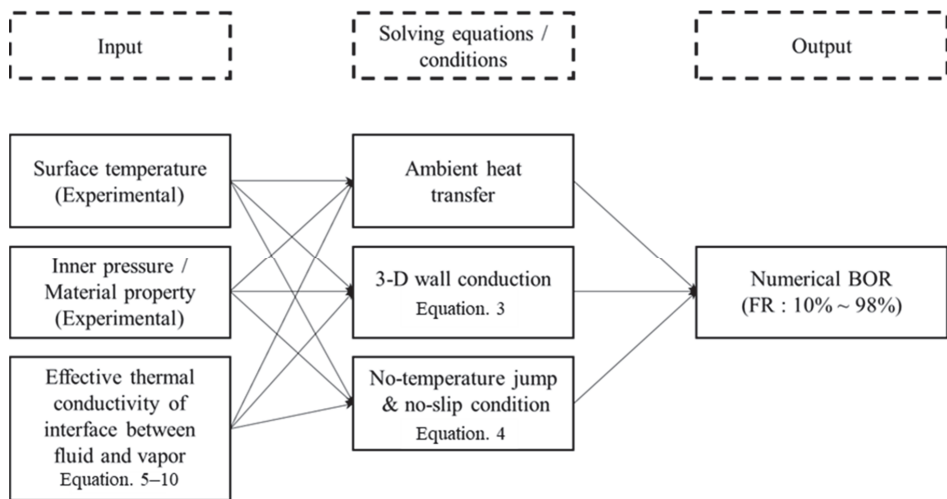 Input
Solving equations /
conditions
Output
Surface temperature
(Experimental)
Ambient heat
transfer
Inner pressure /
Material property
(Experimental)
3-D wall conduction
Equation. 3
Numerical BOR
(FR : 10% ~ 98%)
Effective thermal
conductivity of
interface between
fluid and vapor
Equation. 5–10
No-temperature jump
& no-slip condition
Equation. 4